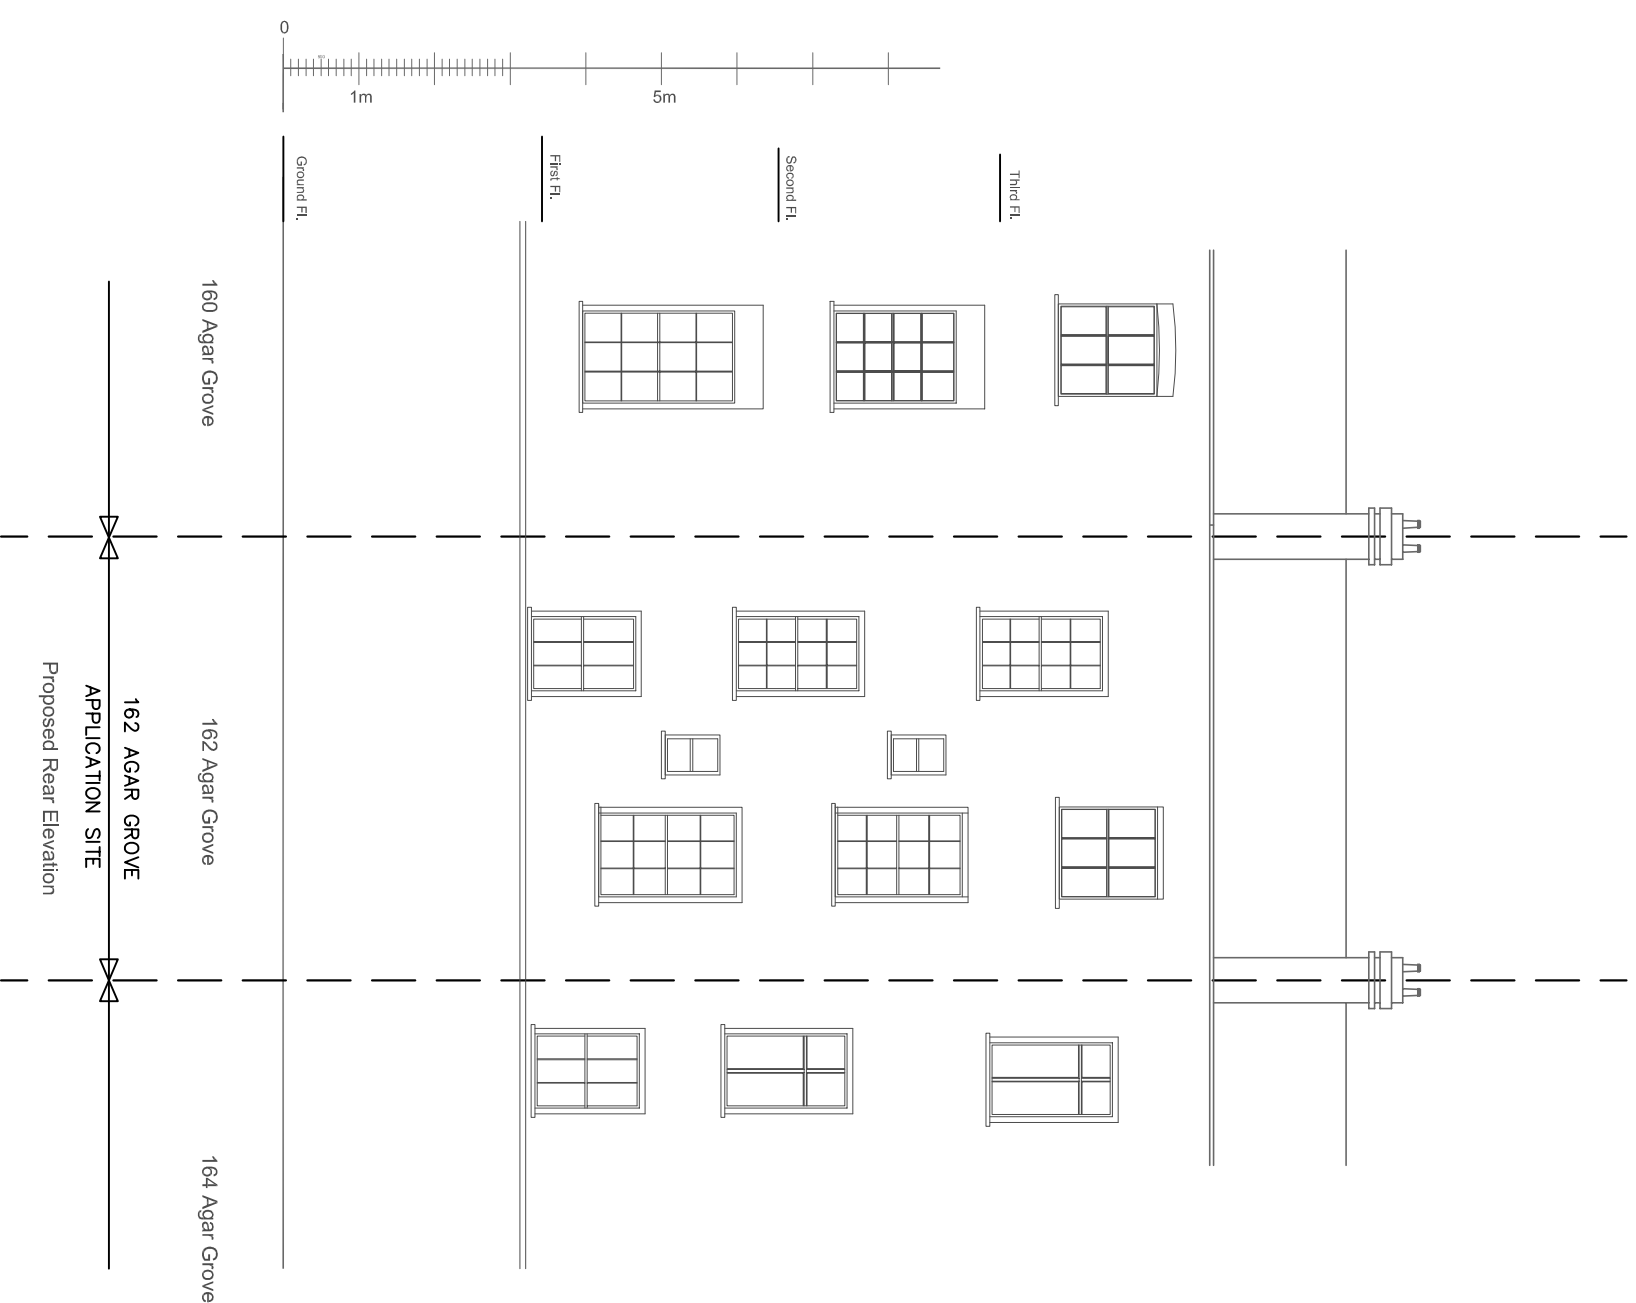 0
1m
5m
Ground Fl.
First Fl.
Second Fl.
Third Fl.
160 Agar Grove
162 Agar Grove
164 Agar Grove
162 AGAR GROVE
APPLICATION SITE
Proposed Rear Elevation